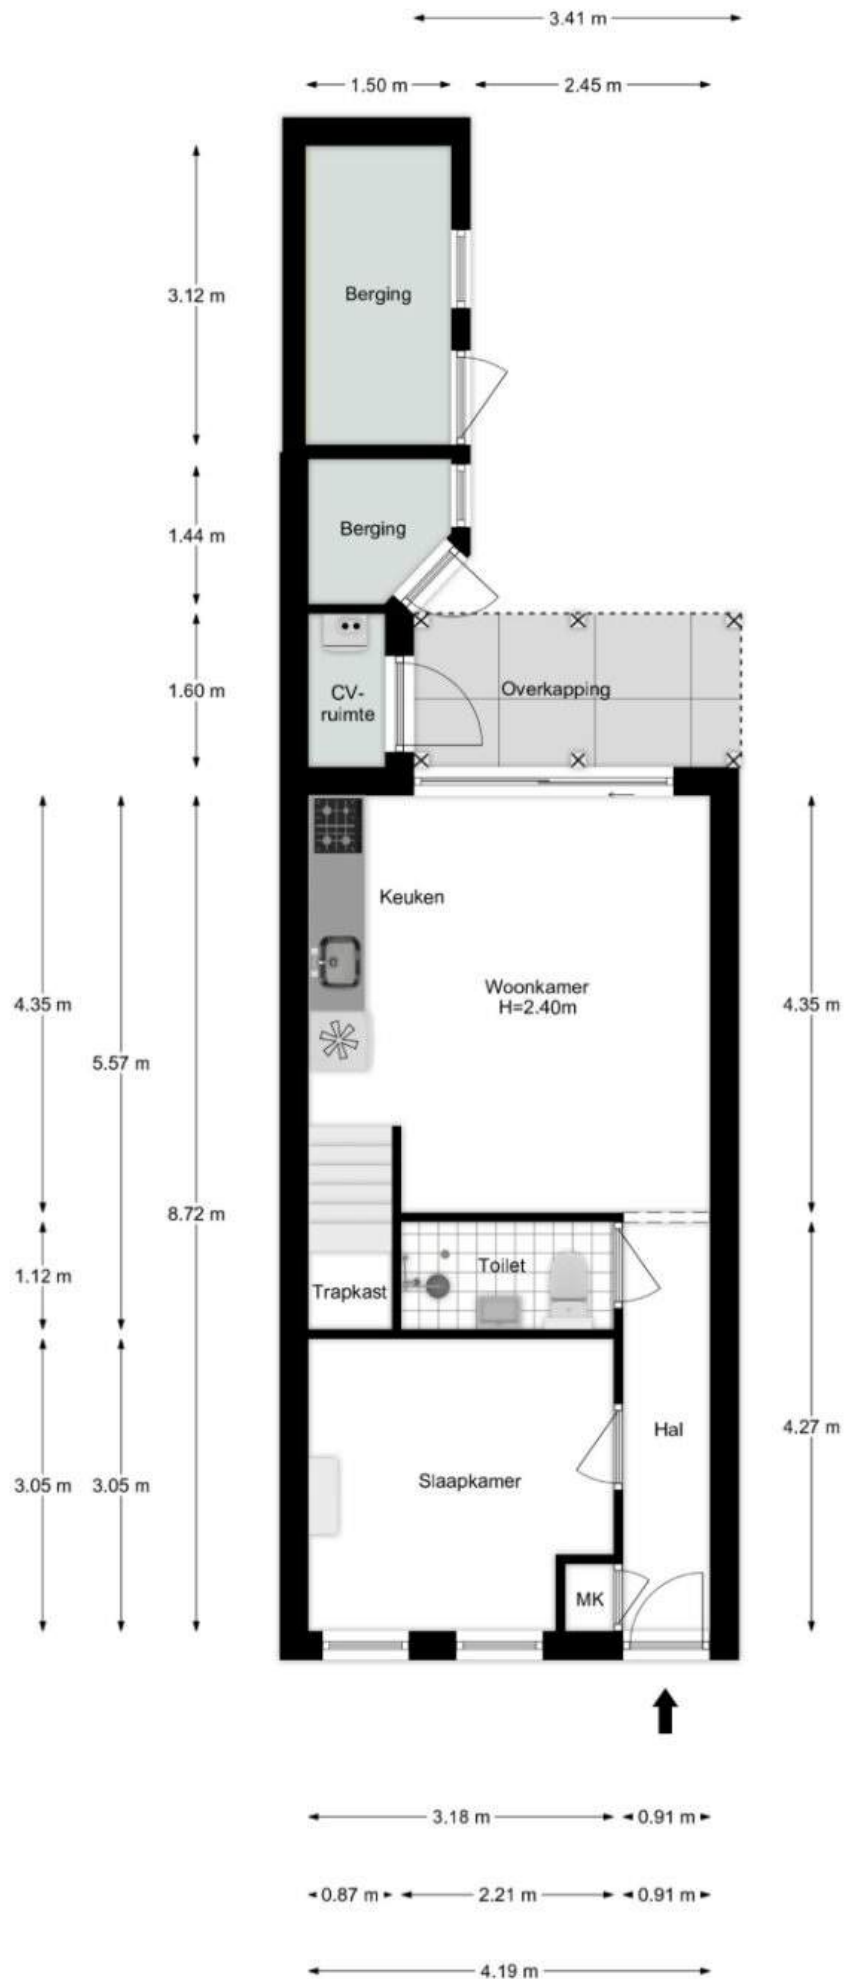 3.41 m
1.50 m
2.45 m
3.12 m
Berging
1.44 m
Berging
1.60 m
CV-
ruimte
Overkapping
Keuken
Woonkamer
H=2.40m
4.35 m
4.35 m
5.57 m
8.72 m
1.12 m
Toilet
Trapkast
Hal
4.27 m
3.05 m
3.05 m
Slaapkamer
MK
3.18 m
0.91 m
0.87 m
2.21 m
0.91 m
4.19 m